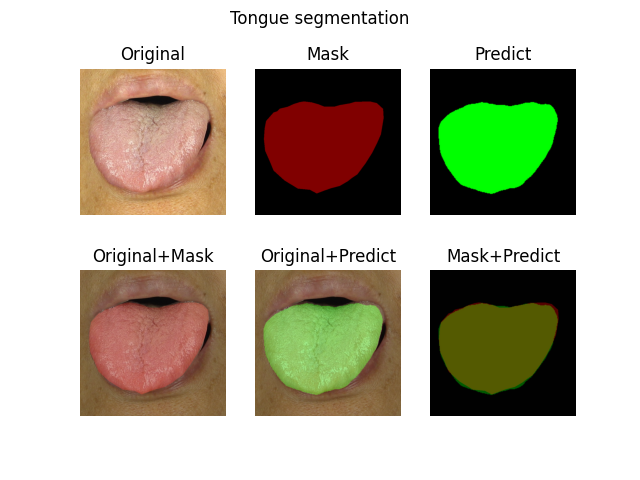 Tongue segmentation
Original
Mask
Predict
Original+Mask
Original+Predict
Mask+Predict